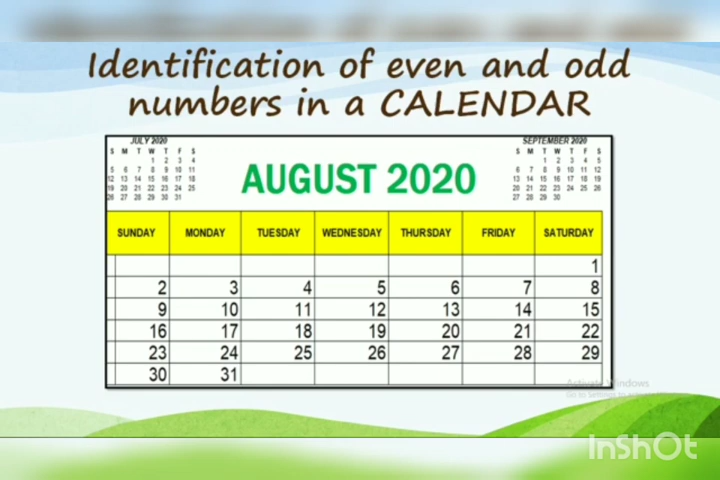 Identification of even and odd
numbers in a CALENDAR
JULY 2020
S M T W T F S
1 2 3 4
5 6 7 8 9 10 11
12 13 14 15 16 17 18
19 20 21 22 23 24 25
26 27 28 29 30 31
AUGUST 2020
SEPTEMBER 2020
S M T W T F S
1 2 3 4 5
6 7 8 9 10 11 12
13 14 15 16 17 18 19
20 21 22 23 24 25 26
27 28 29 30
SUNDAY MONDAY TUESDAY WEDNESDAY THURSDAY FRIDAY SATURDAY
1
2 3 4 5 6 7 8
9 10 11 12 13 14 15
16 17 18 19 20 21 22
23 24 25 26 27 28 29
30 31
Activate Windows
Go to Settings to
InShOt